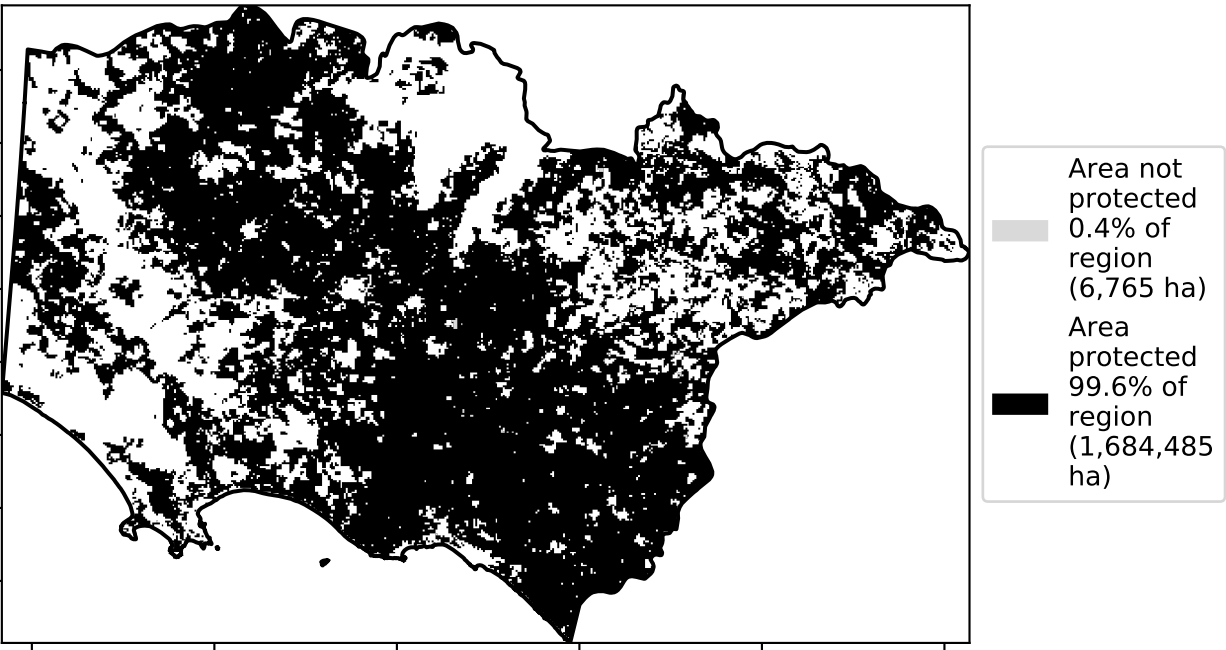 Area not
protected
0.4% of
region
(6,765 ha)
Area
protected
99.6% of
region
(1,684,485
ha)